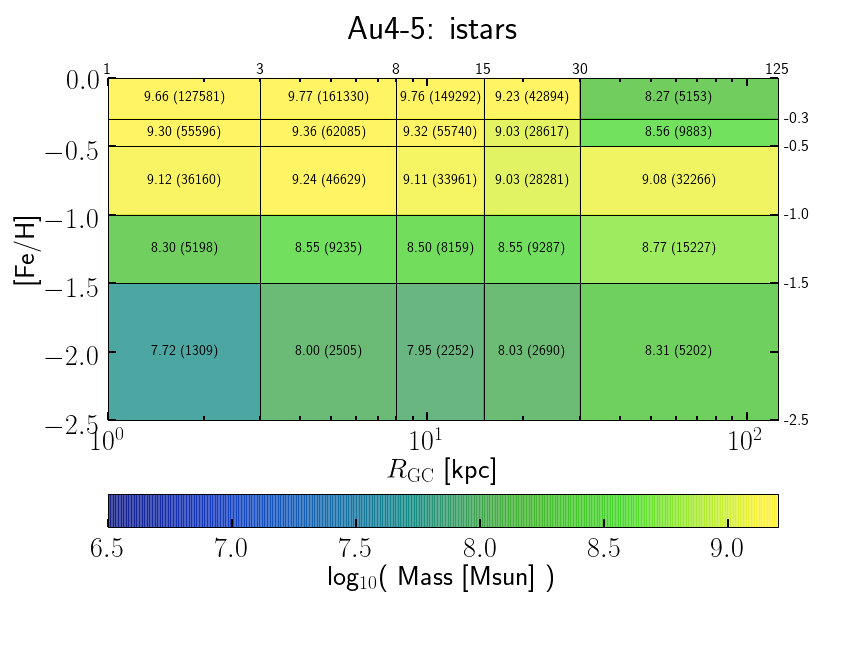 Au4-5: istars
1 3 8 15 30 125
0.0 9.66 (127581) 9.77 (161330) 9.76 (149292) 9.23 (42894) 8.27 (5153)
-0.3
9.30 (55596) 9.36 (62085) 9.32 (55740) 9.03 (28617) 8.56 (9883)
−0.5 -0.5
9.12 (36160) 9.24 (46629) 9.11 (33961) 9.03 (28281) 9.08 (32266)
−1.0 -1.0
[Fe/H]
8.30 (5198) 8.55 (9235) 8.50 (8159) 8.55 (9287) 8.77 (15227)
−1.5 -1.5
−2.0 7.72 (1309) 8.00 (2505) 7.95 (2252) 8.03 (2690) 8.31 (5202)
−2.5 -2.5
10⁰ 10¹ 10²
R_GC [kpc]
6.5 7.0 7.5 8.0 8.5 9.0
log₁₀( Mass [Msun] )